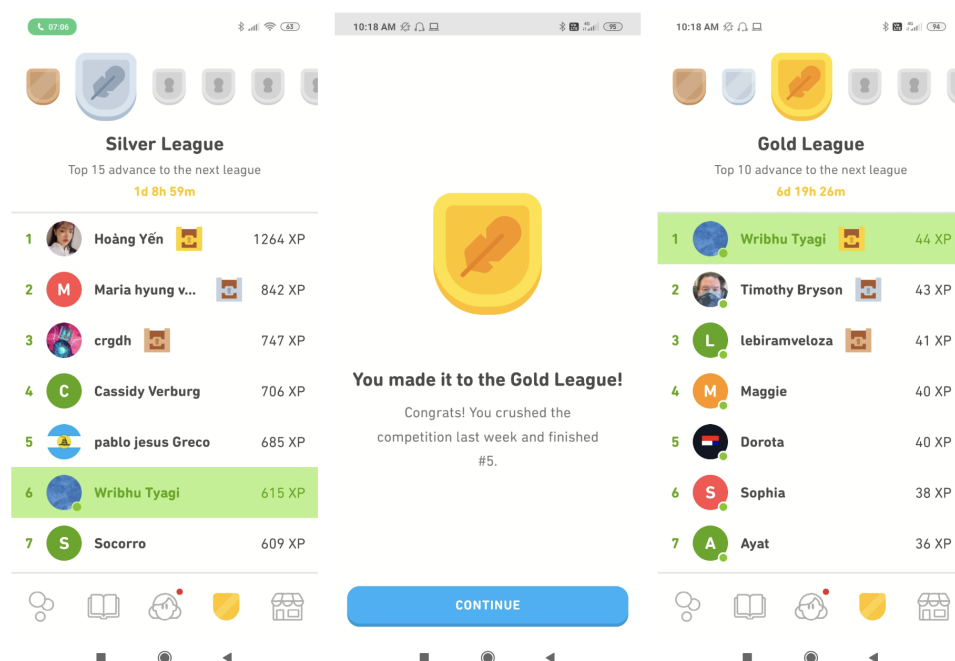 07:06
63
Silver League
Top 15 advance to the next league
1d 8h 59m
1 Hoàng Yến 1264 XP
2 M Maria hyung v... 842 XP
3 crgdh 747 XP
4 C Cassidy Verburg 706 XP
5 pablo jesus Greco 685 XP
6 Wribhu Tyagi 615 XP
7 S Socorro 609 XP
10:18 AM
95
You made it to the Gold League!
Congrats! You crushed the
competition last week and finished
#5.
CONTINUE
10:18 AM
94
Gold League
Top 10 advance to the next league
6d 19h 26m
1 Wribhu Tyagi 44 XP
2 Timothy Bryson 43 XP
3 L lebiramveloza 41 XP
4 M Maggie 40 XP
5 Dorota 40 XP
6 S Sophia 38 XP
7 A Ayat 36 XP